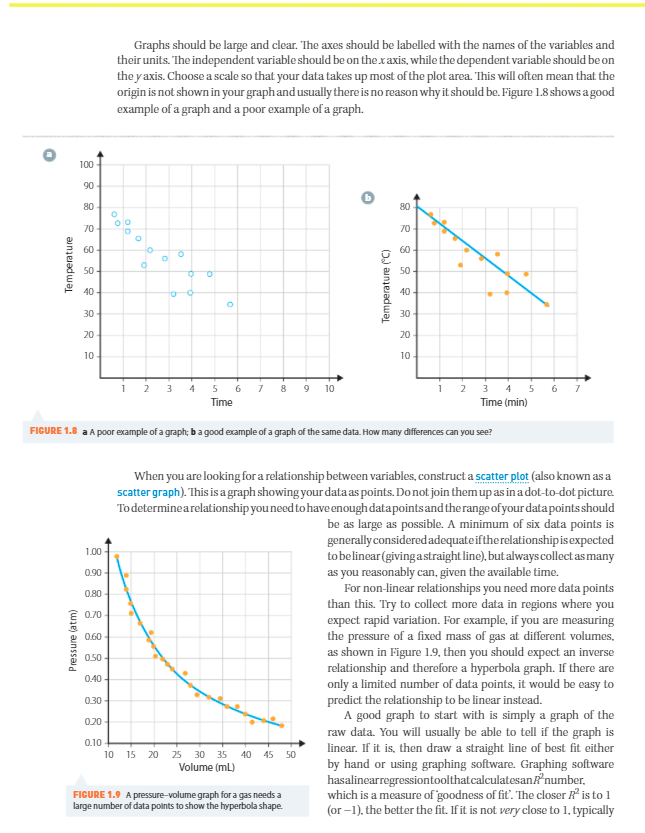 Graphs should be large and clear. The axes should be labelled with the names of the variables and
their units. The independent variable should be on the x axis, while the dependent variable should be on
the y axis. Choose a scale so that your data takes up most of the plot area. This will often mean that the
origin is not shown in your graph and usually there is no reason why it should be. Figure 1.8 shows a good
example of a graph and a poor example of a graph.
a
100
90
80
70
60
50
40
30
20
10
Temperature
1 2 3 4 5 6 7 8 9 10
Time
b
80
70
60
50
40
30
20
10
Temperature (°C)
1 2 3 4 5 6 7
Time (min)
FIGURE 1.8 a A poor example of a graph; b a good example of a graph of the same data. How many differences can you see?
When you are looking for a relationship between variables, construct a scatter plot (also known as a
scatter graph). This is a graph showing your data as points. Do not join them up as in a dot-to-dot picture.
To determine a relationship you need to have enough data points and the range of your data points should
be as large as possible. A minimum of six data points is
generally considered adequate if the relationship is expected
to be linear (giving a straight line), but always collect as many
as you reasonably can, given the available time.
For non-linear relationships you need more data points
than this. Try to collect more data in regions where you
expect rapid variation. For example, if you are measuring
the pressure of a fixed mass of gas at different volumes,
as shown in Figure 1.9, then you should expect an inverse
relationship and therefore a hyperbola graph. If there are
only a limited number of data points, it would be easy to
predict the relationship to be linear instead.
A good graph to start with is simply a graph of the
raw data. You will usually be able to tell if the graph is
linear. If it is, then draw a straight line of best fit either
by hand or using graphing software. Graphing software
has a linear regression tool that calculates an R² number,
which is a measure of 'goodness of fit'. The closer R² is to 1
(or −1), the better the fit. If it is not very close to 1, typically
1.00
0.90
0.80
0.70
0.60
0.50
0.40
0.30
0.20
0.10
Pressure (atm)
10 15 20 25 30 35 40 45 50
Volume (mL)
FIGURE 1.9 A pressure–volume graph for a gas needs a
large number of data points to show the hyperbola shape.